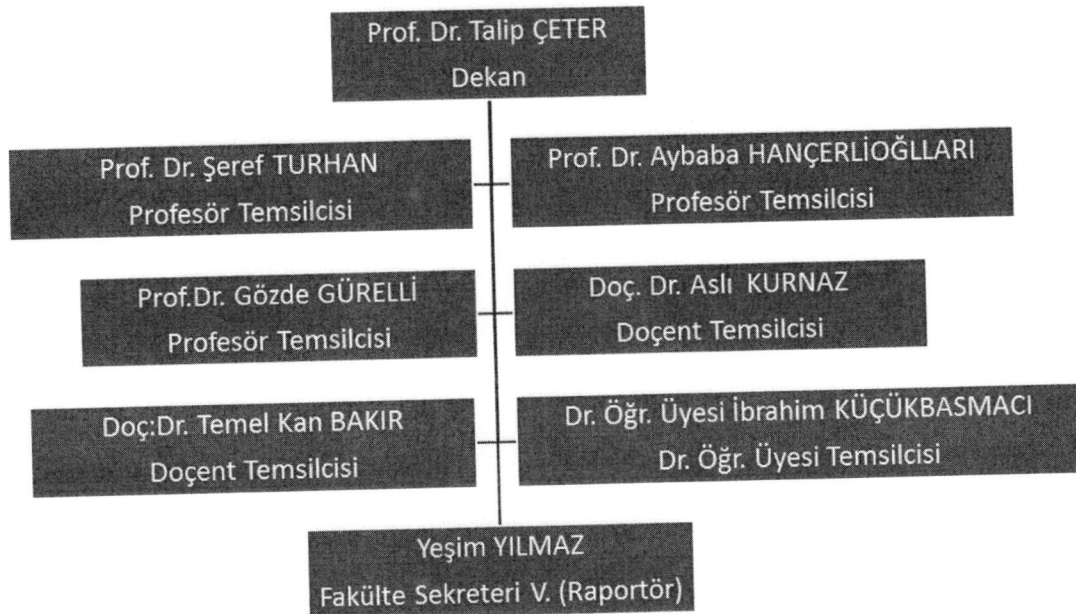 Prof. Dr. Talip ÇETER
Dekan
Prof. Dr. Şeref TURHAN
Profesör Temsilcisi
Prof. Dr. Aybaba HANÇERLİOĞLLARI
Profesör Temsilcisi
Prof.Dr. Gözde GÜRELLİ
Profesör Temsilcisi
Doç. Dr. Aslı KURNAZ
Doçent Temsilcisi
Doç:Dr. Temel Kan BAKIR
Doçent Temsilcisi
Dr. Öğr. Üyesi İbrahim KÜÇÜKBASMACI
Dr. Öğr. Üyesi Temsilcisi
Yeşim YILMAZ
Fakülte Sekreteri V. (Raportör)